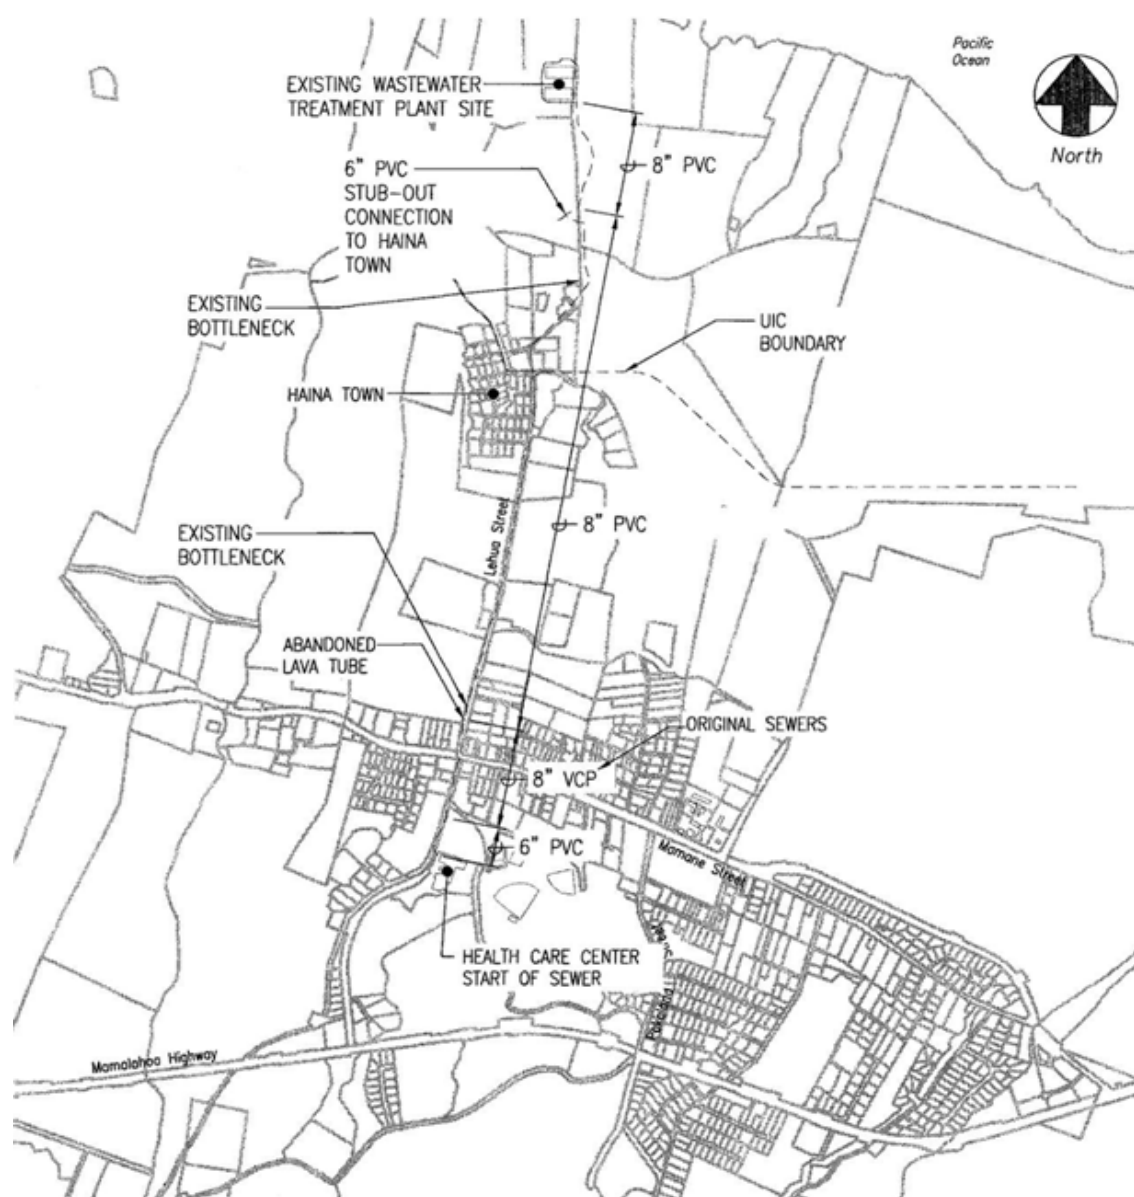 Pacific
Ocean
North
EXISTING WASTEWATER
TREATMENT PLANT SITE
8" PVC
6" PVC
STUB-OUT
CONNECTION
TO HAINA
TOWN
EXISTING
BOTTLENECK
UIC
BOUNDARY
HAINA TOWN
Lehua Street
8" PVC
EXISTING
BOTTLENECK
ABANDONED
LAVA TUBE
ORIGINAL SEWERS
8" VCP
6" PVC
Mamane Street
HEALTH CARE CENTER
START OF SEWER
Mamalahoa Highway